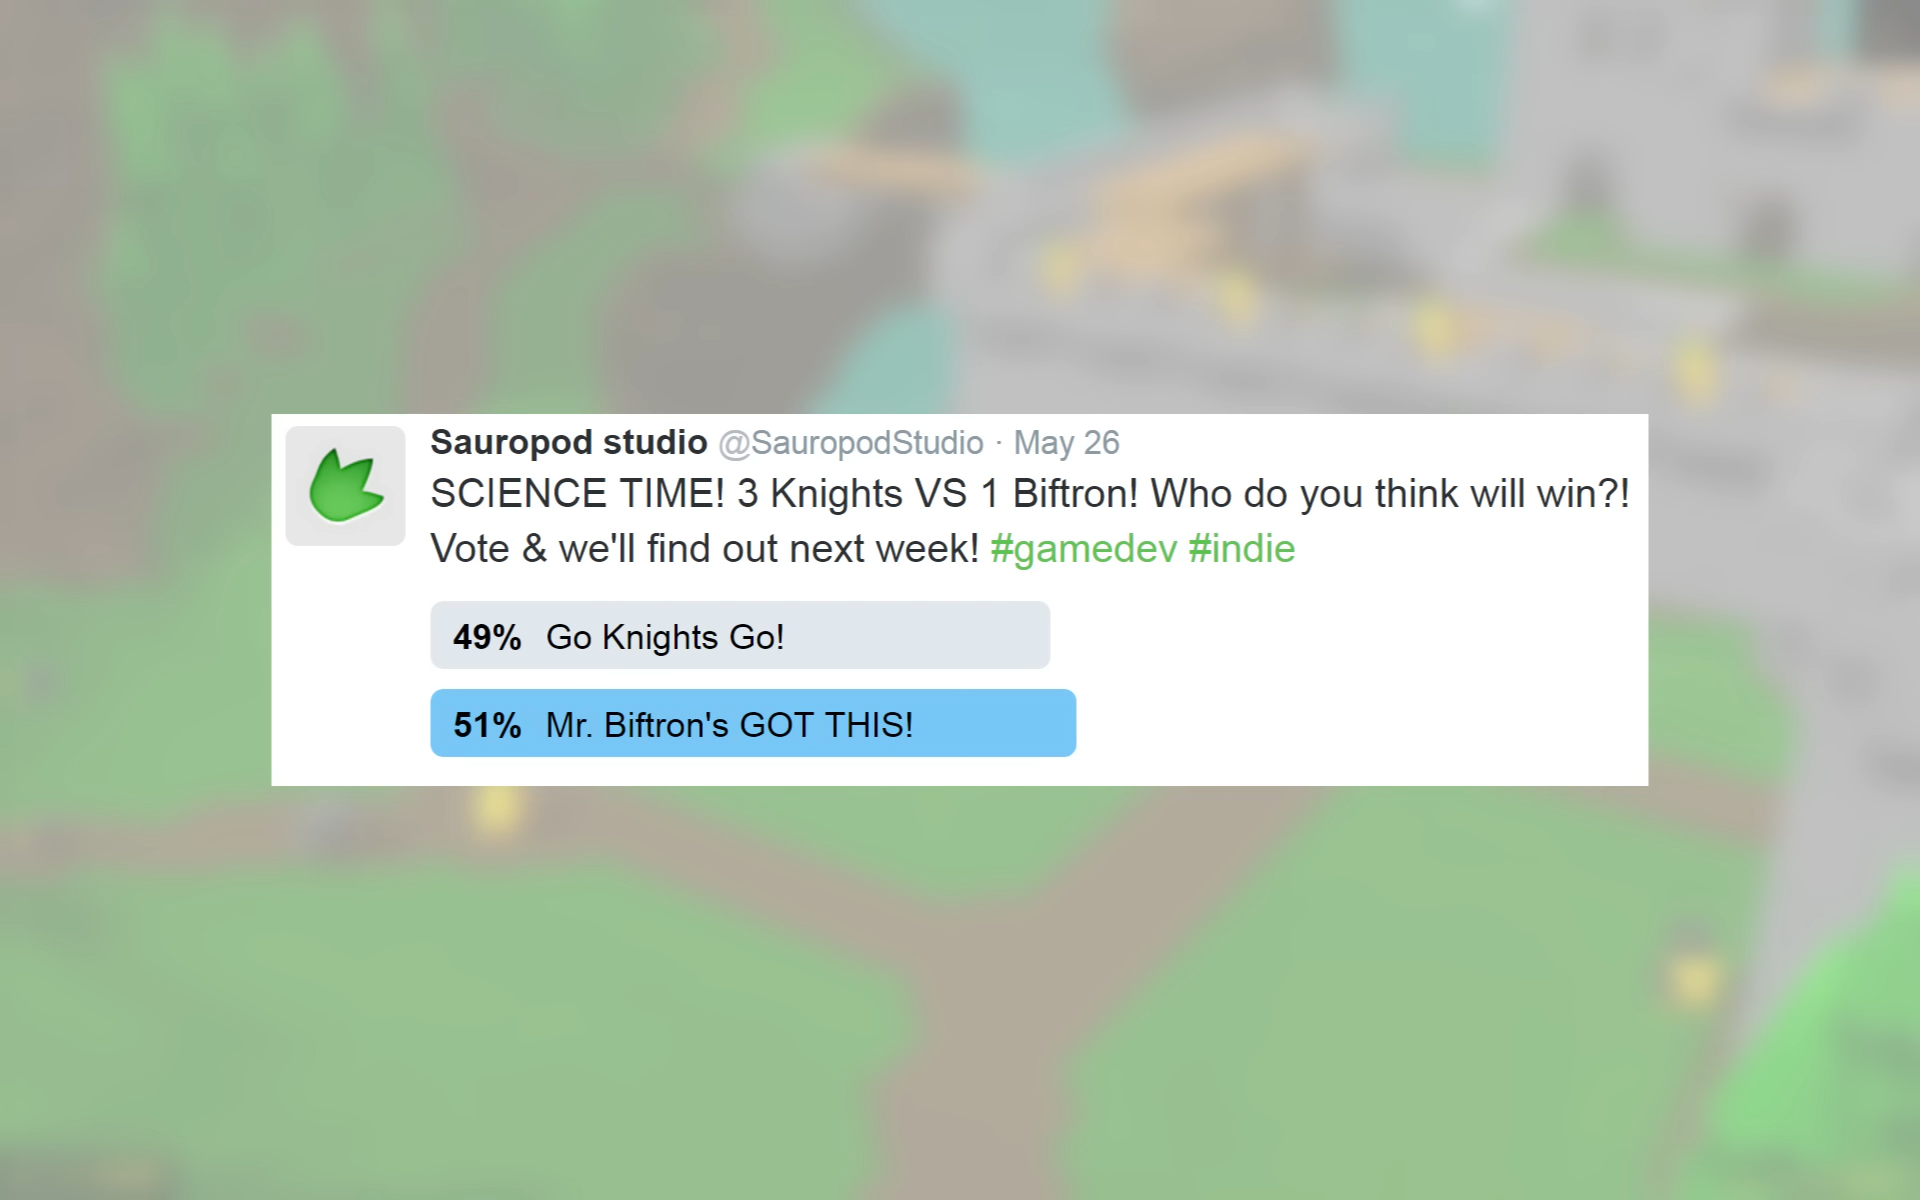 Sauropod studio @SauropodStudio · May 26
SCIENCE TIME! 3 Knights VS 1 Biftron! Who do you think will win?!
Vote & we'll find out next week! #gamedev #indie
49% Go Knights Go!
51% Mr. Biftron's GOT THIS!